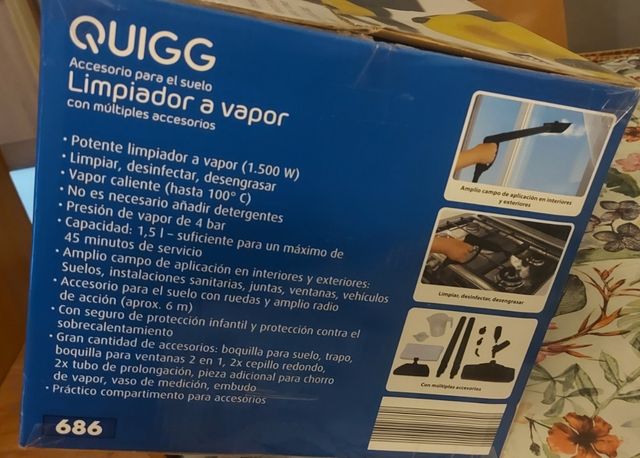 QUIGG
Accesorio para el suelo
Limpiador a vapor
con múltiples accesorios
· Potente limpiador a vapor (1.500 W)
· Limpiar, desinfectar, desengrasar
· Vapor caliente (hasta 100° C)
· No es necesario añadir detergentes
· Presión de vapor de 4 bar
· Capacidad: 1,5 l – suficiente para un máximo de
45 minutos de servicio
· Amplio campo de aplicación en interiores y exteriores:
Suelos, instalaciones sanitarias, juntas, ventanas, vehículos
· Accesorio para el suelo con ruedas y amplio radio
de acción (aprox. 6 m)
· Con seguro de protección infantil y protección contra el
sobrecalentamiento
· Gran cantidad de accesorios: boquilla para suelo, trapo,
boquilla para ventanas 2 en 1, 2x cepillo redondo,
2x tubo de prolongación, pieza adicional para chorro
de vapor, vaso de medición, embudo
· Práctico compartimento para accesorios
686
Amplio campo de aplicación en interiores
y exteriores
Limpiar, desinfectar, desengrasar
Con múltiples accesorios